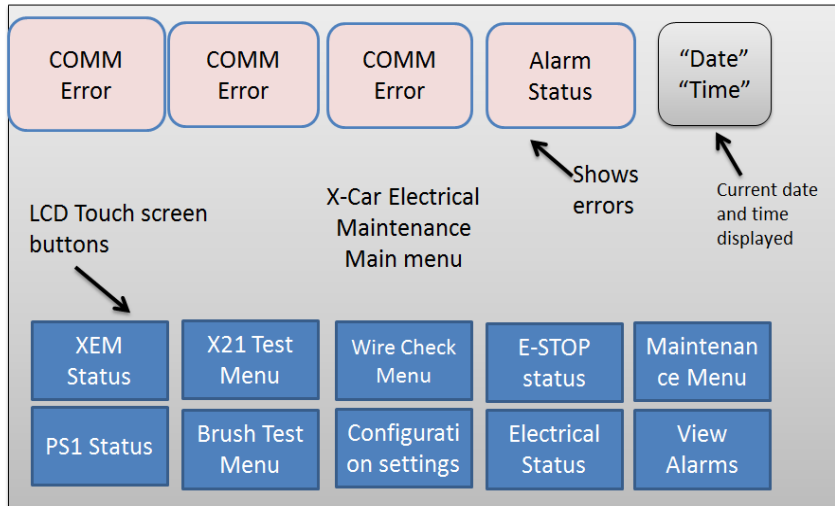 COMM
Error
COMM
Error
COMM
Error
Alarm
Status
“Date”
“Time”
Shows
errors
Current date
and time
displayed
X-Car Electrical
Maintenance
Main menu
LCD Touch screen
buttons
XEM
Status
X21 Test
Menu
Wire Check
Menu
E-STOP
status
Maintenan
ce Menu
PS1 Status
Brush Test
Menu
Configurati
on settings
Electrical
Status
View
Alarms